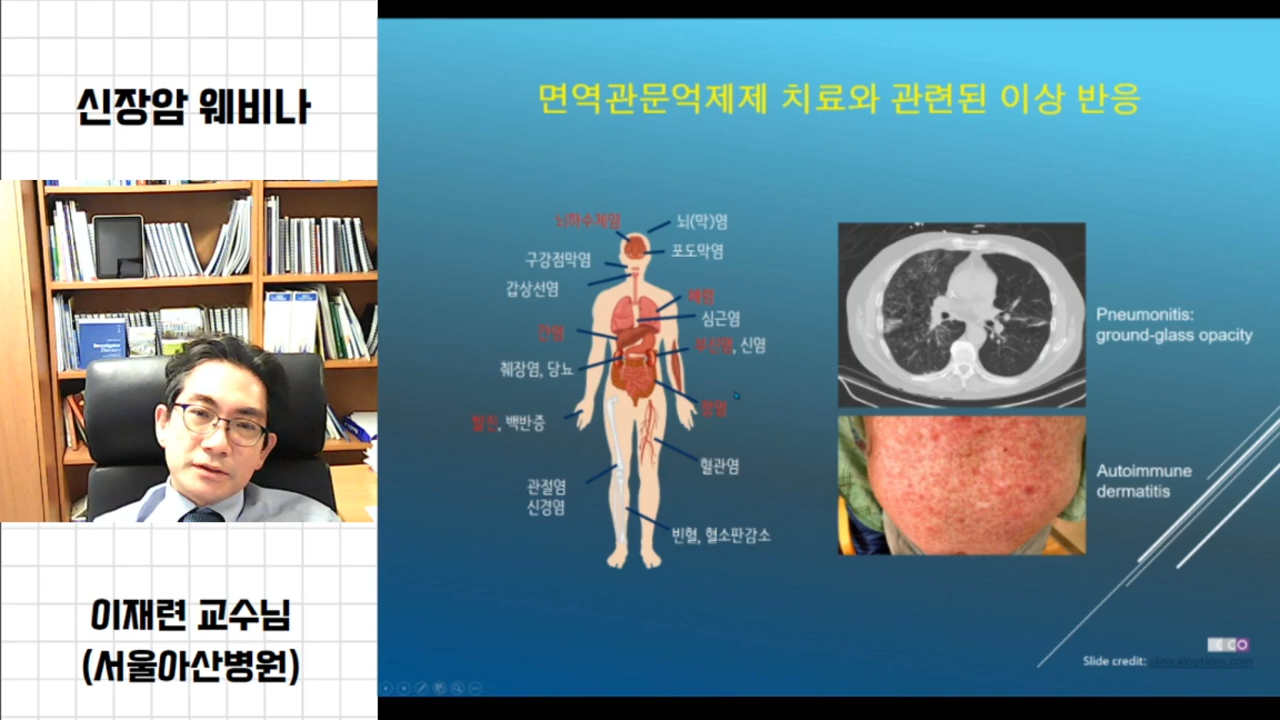 신장암 웨비나
이재련 교수님
(서울아산병원)
면역관문억제제 치료와 관련된 이상 반응
뇌하수체염
뇌(막)염
구강점막염
포도막염
갑상선염
폐렴
심근염
간염
부신염, 신염
췌장염, 당뇨
장염
발진, 백반증
혈관염
관절염
신경염
빈혈, 혈소판감소
Pneumonitis:
ground-glass opacity
Autoimmune
dermatitis
CCO
Slide credit: clinicaloptions.com